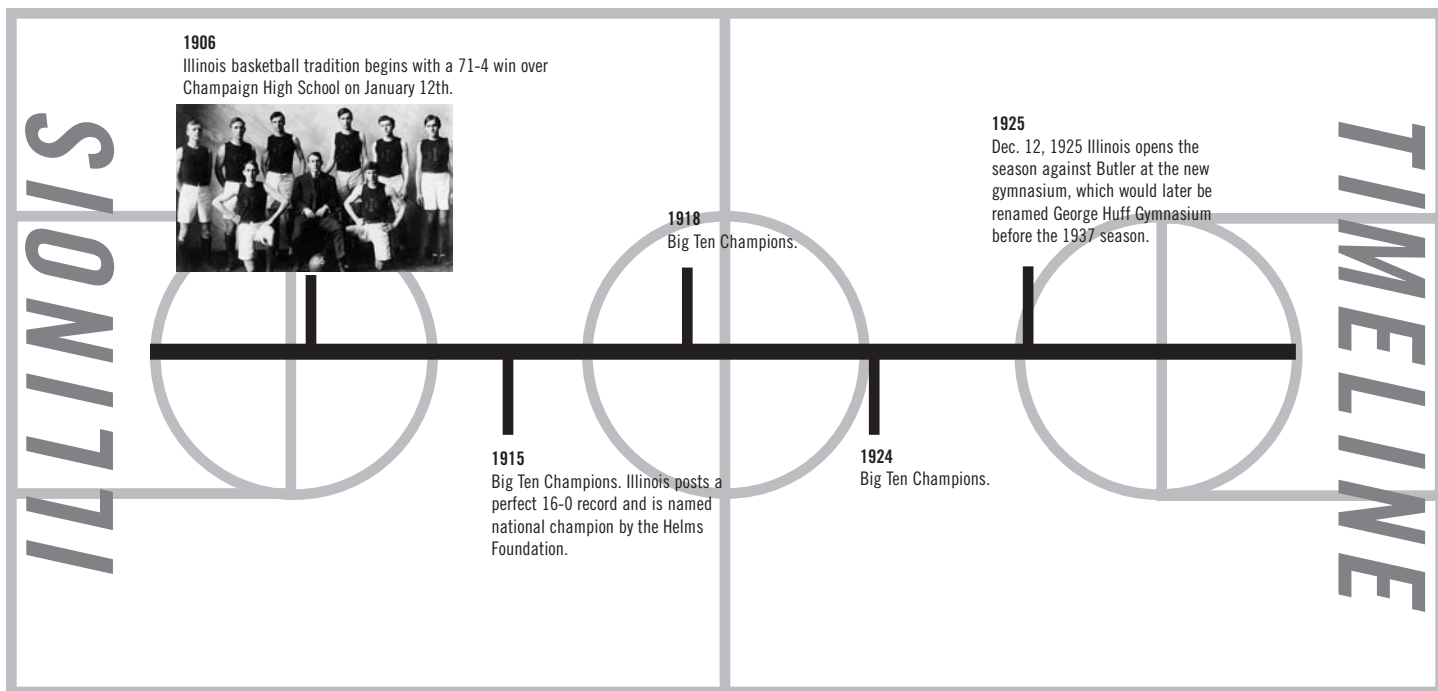 ILLINOIS
1906
Illinois basketball tradition begins with a 71-4 win over
Champaign High School on January 12th.
1915
Big Ten Champions. Illinois posts a
perfect 16-0 record and is named
national champion by the Helms
Foundation.
1918
Big Ten Champions.
1924
Big Ten Champions.
1925
Dec. 12, 1925 Illinois opens the
season against Butler at the new
gymnasium, which would later be
renamed George Huff Gymnasium
before the 1937 season.
TIMELINE